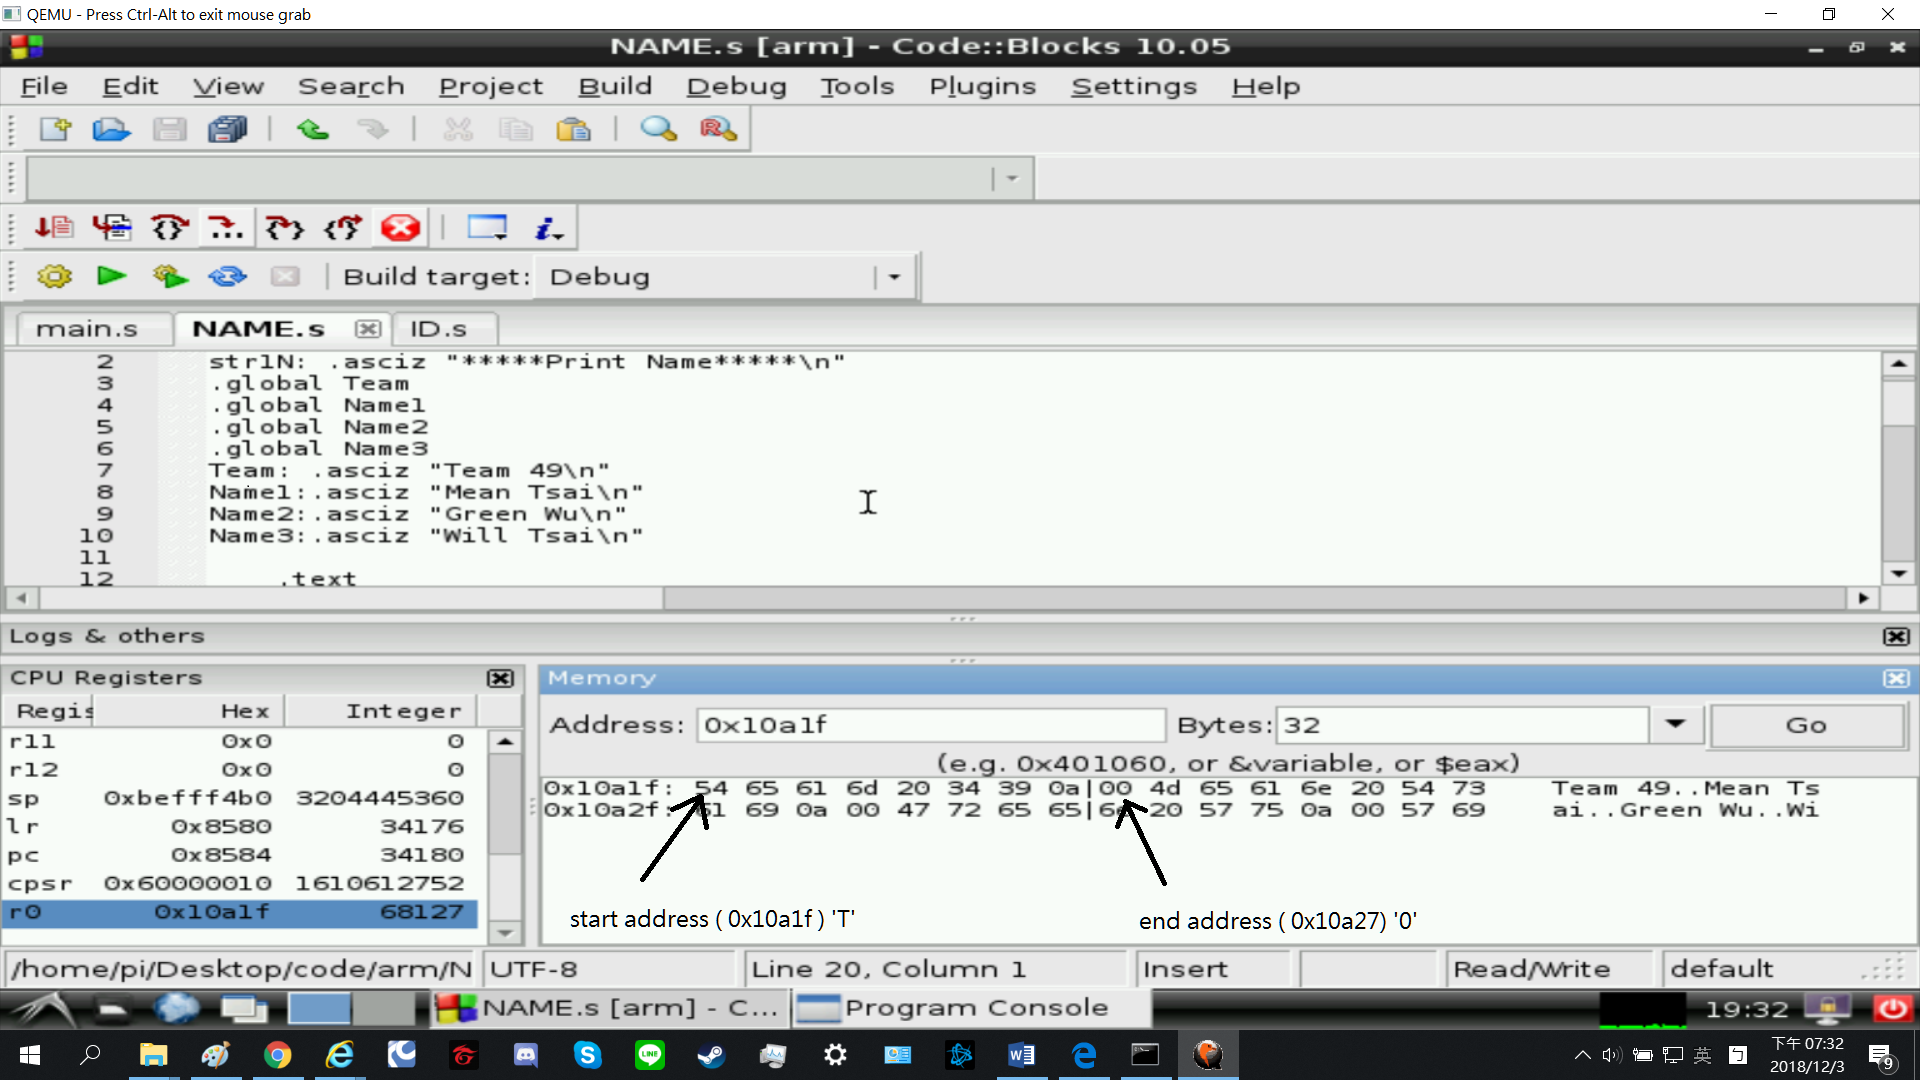 QEMU - Press Ctrl-Alt to exit mouse grab
NAME.s [arm] - Code::Blocks 10.05
File Edit View Search Project Build Debug Tools Plugins Settings Help
Build target: Debug
main.s NAME.s ID.s
2 str1N: .asciz "*****Print Name*****\n"
3 .global Team
4 .global Name1
5 .global Name2
6 .global Name3
7 Team: .asciz "Team 49\n"
8 Name1:.asciz "Mean Tsai\n"
9 Name2:.asciz "Green Wu\n"
10 Name3:.asciz "Will Tsai\n"
11
12 .text
Logs & others
CPU Registers
Regis Hex Integer
r11 0x0 0
r12 0x0 0
sp 0xbefff4b0 3204445360
lr 0x8580 34176
pc 0x8584 34180
cpsr 0x60000010 1610612752
r0 0x10a1f 68127
Memory
Address: 0x10a1f Bytes: 32 Go
(e.g. 0x401060, or &variable, or $eax)
0x10a1f: 54 65 61 6d 20 34 39 0a|00 4d 65 61 6e 20 54 73 Team 49..Mean Ts
0x10a2f: 61 69 0a 00 47 72 65 65|6e 20 57 75 0a 00 57 69 ai..Green Wu..Wi
start address ( 0x10a1f ) 'T'
end address ( 0x10a27) '0'
/home/pi/Desktop/code/arm/N UTF-8 Line 20, Column 1 Insert Read/Write default
NAME.s [arm] - C... Program Console 19:32
英 下午 07:32
2018/12/3
9